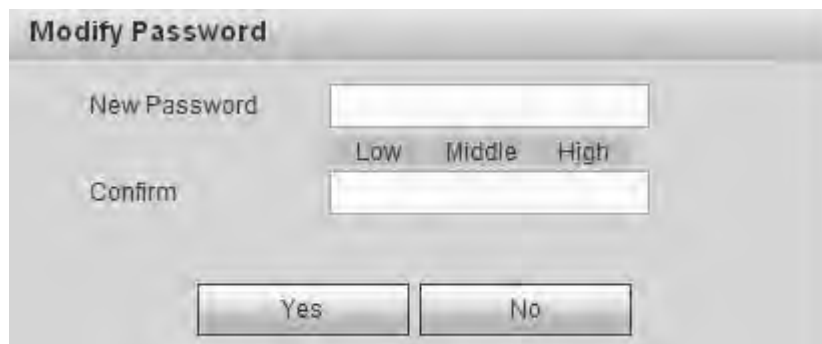 Modify Password
New Password
Low Middle High
Confirm
Yes No